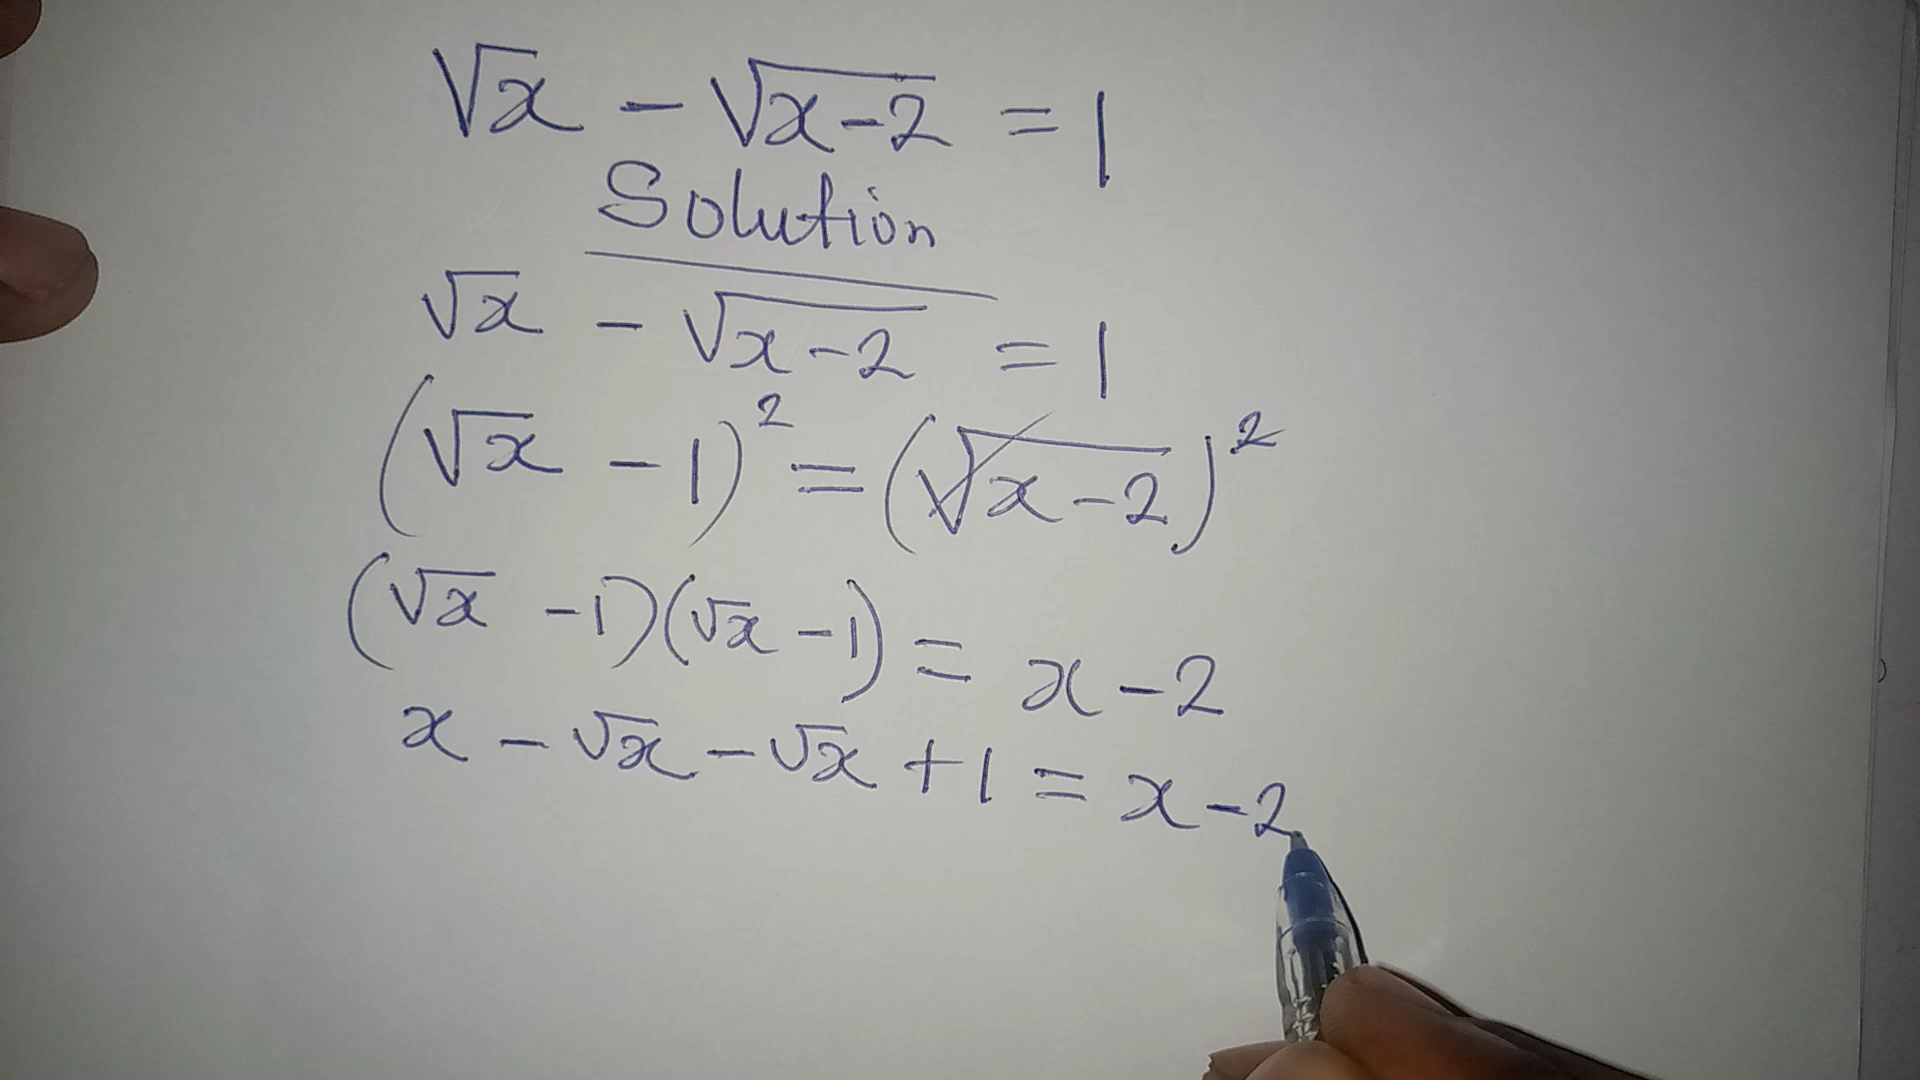 √x - √(x-2) = 1
Solution
√x - √(x-2) = 1
(√x - 1)² = (√(x-2))²
(√x - 1)(√x - 1) = x - 2
x - √x - √x + 1 = x - 2